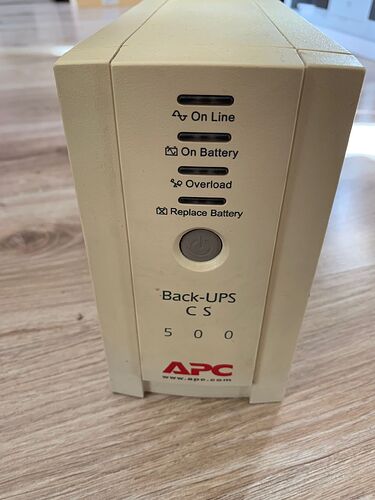 On Line
On Battery
Overload
Replace Battery
Back-UPS
CS
500
APC
www.apc.com